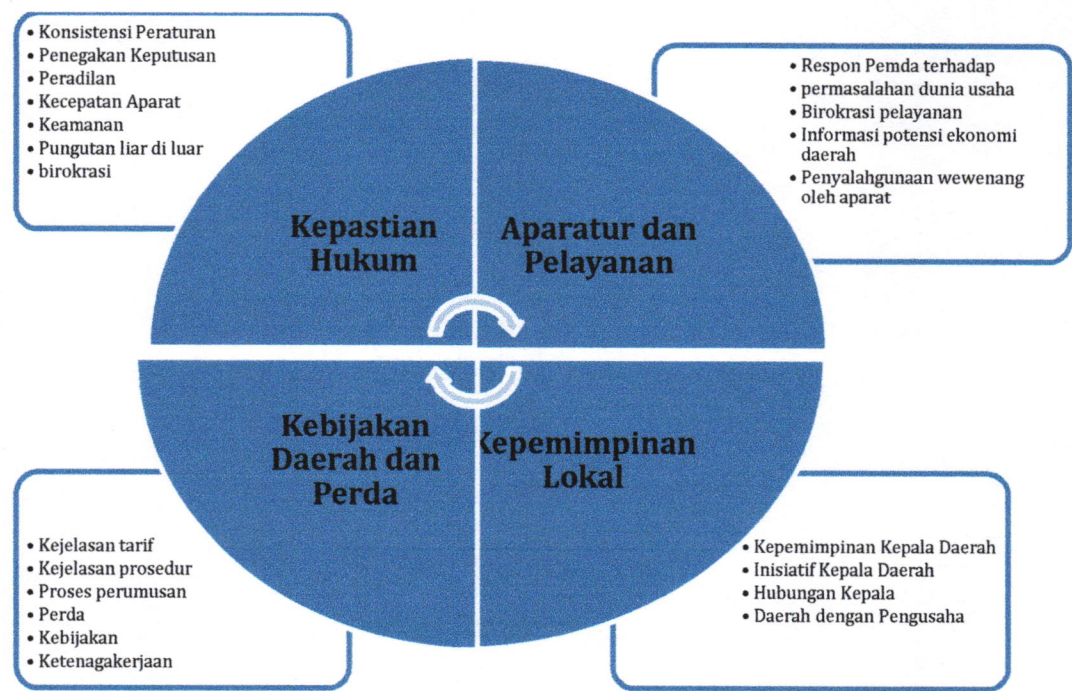 • Konsistensi Peraturan
• Penegakan Keputusan
• Peradilan
• Kecepatan Aparat
• Keamanan
• Pungutan liar di luar
• birokrasi
• Respon Pemda terhadap
• permasalahan dunia usaha
• Birokrasi pelayanan
• Informasi potensi ekonomi
daerah
• Penyalahgunaan wewenang
oleh aparat
Kepastian
Hukum
Aparatur dan
Pelayanan
Kebijakan
Daerah dan
Perda
Kepemimpinan
Lokal
• Kejelasan tarif
• Kejelasan prosedur
• Proses perumusan
• Perda
• Kebijakan
• Ketenagakerjaan
• Kepemimpinan Kepala Daerah
• Inisiatif Kepala Daerah
• Hubungan Kepala
• Daerah dengan Pengusaha